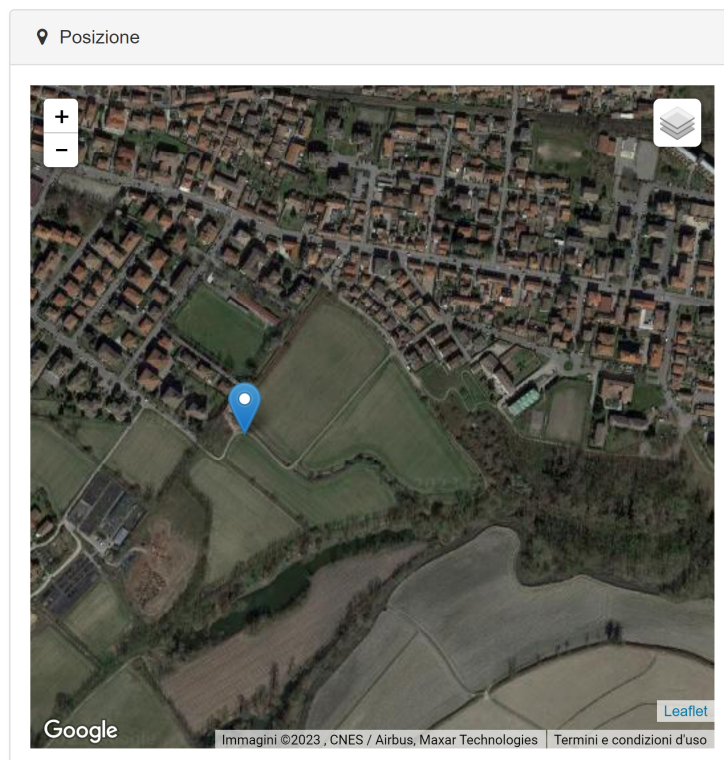 Posizione
+
−
Leaflet
Google
Immagini ©2023 , CNES / Airbus, Maxar Technologies
Termini e condizioni d'uso